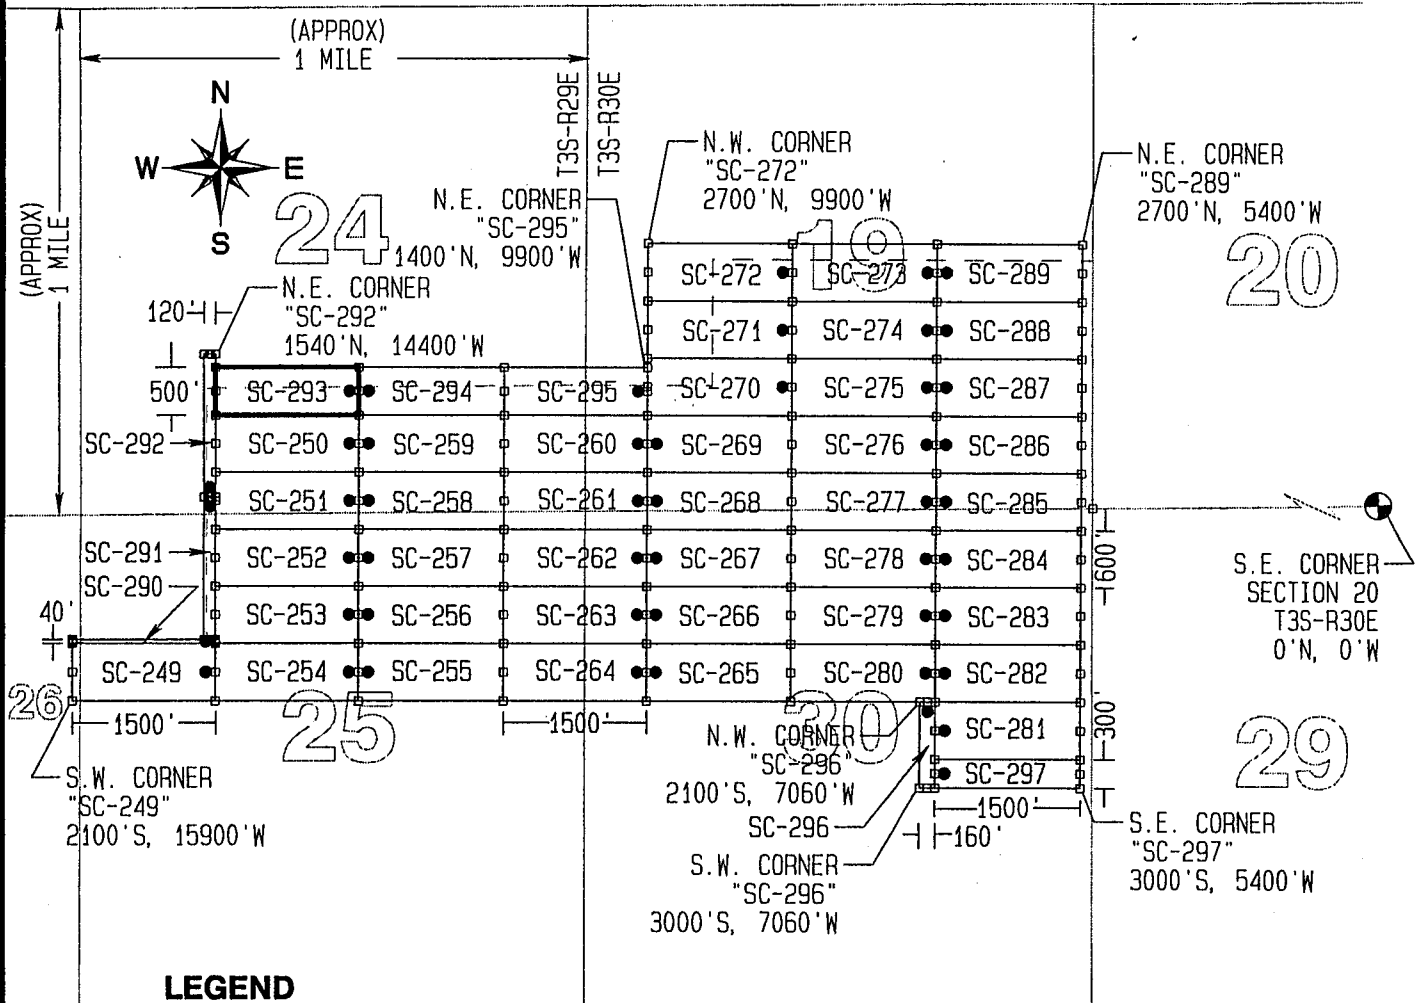 (APPROX)
1 MILE
(APPROX)
1 MILE
T3S-R29E
T3S-R30E
N
W E
S
24
19
20
N.W. CORNER
"SC-272"
2700'N, 9900'W
N.E. CORNER
"SC-289"
2700'N, 5400'W
N.E. CORNER
"SC-295"
1400'N, 9900'W
N.E. CORNER
"SC-292"
1540'N, 14400'W
120'
500'
SC-272 SC-273 SC-289
SC-271 SC-274 SC-288
SC-293 SC-294 SC-295 SC-270 SC-275 SC-287
SC-292 SC-250 SC-259 SC-260 SC-269 SC-276 SC-286
SC-251 SC-258 SC-261 SC-268 SC-277 SC-285
SC-291 SC-252 SC-257 SC-262 SC-267 SC-278 SC-284
SC-290
SC-253 SC-256 SC-263 SC-266 SC-279 SC-283
SC-249 SC-254 SC-255 SC-264 SC-265 SC-280 SC-282
SC-281
SC-297
40'
600'
300'
S.E. CORNER
SECTION 20
T3S-R30E
0'N, 0'W
26
25
30
29
1500'
1500'
1500'
160'
S.W. CORNER
"SC-249"
2100'S, 15900'W
N.W. CORNER
"SC-296"
2100'S, 7060'W
SC-296
S.W. CORNER
"SC-296"
3000'S, 7060'W
S.E. CORNER
"SC-297"
3000'S, 5400'W
LEGEND